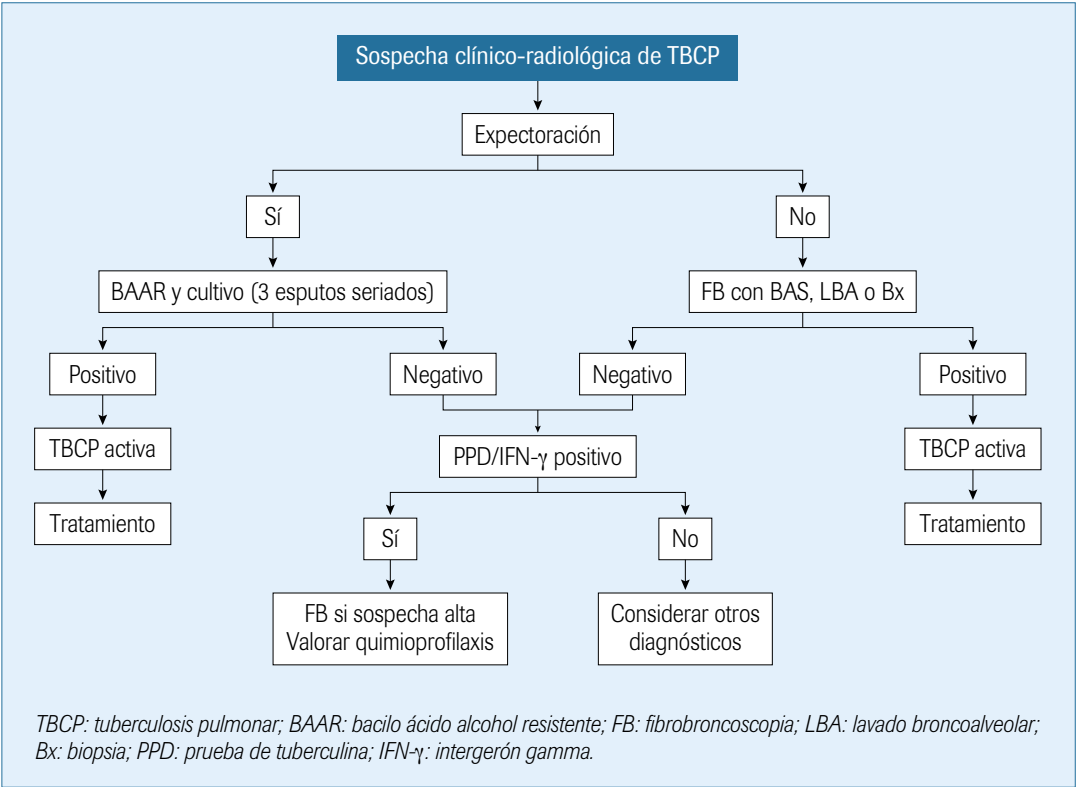 Sospecha clínico-radiológica de TBCP
Expectoración
Sí
No
BAAR y cultivo (3 esputos seriados)
FB con BAS, LBA o Bx
Positivo
Negativo
Negativo
Positivo
TBCP activa
PPD/IFN-γ positivo
TBCP activa
Tratamiento
Sí
No
Tratamiento
FB si sospecha alta
Valorar quimioprofilaxis
Considerar otros
diagnósticos
TBCP: tuberculosis pulmonar; BAAR: bacilo ácido alcohol resistente; FB: fibrobroncoscopia; LBA: lavado broncoalveolar;
Bx: biopsia; PPD: prueba de tuberculina; IFN-γ: intergerón gamma.